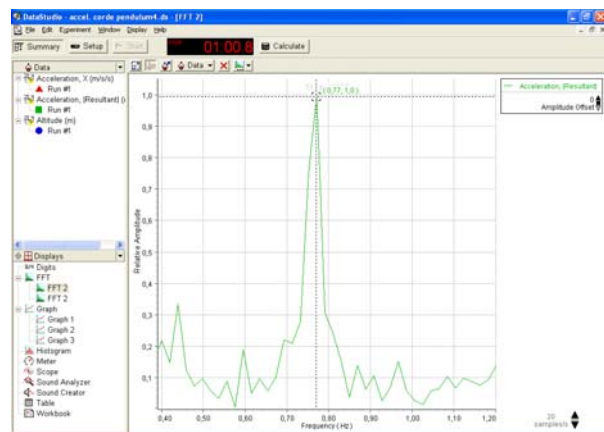 DataStudio - accel. corde pendulum4.ds - [FFT 2]
File Edit Experiment Window Display Help
Summary Setup Start 01:00.8 Calculate
Data
Data
Acceleration, X (m/s/s)
Run #1
Acceleration, |Resultant| (
Run #1
Altitude (m)
Run #1
Displays
Digits
FFT
FFT 2
FFT 2
Graph
Graph 1
Graph 2
Graph 3
Histogram
Meter
Scope
Sound Analyzer
Sound Creator
Table
Workbook
(0,77, 1,0)
Acceleration, |Resultant|
0
Amplitude Offset
Relative Amplitude
1,0
0,9
0,8
0,7
0,6
0,5
0,4
0,3
0,2
0,1
0,40 0,50 0,60 0,70 0,80 0,90 1,00 1,10 1,20
Frequency ( Hz )
20
samples/s